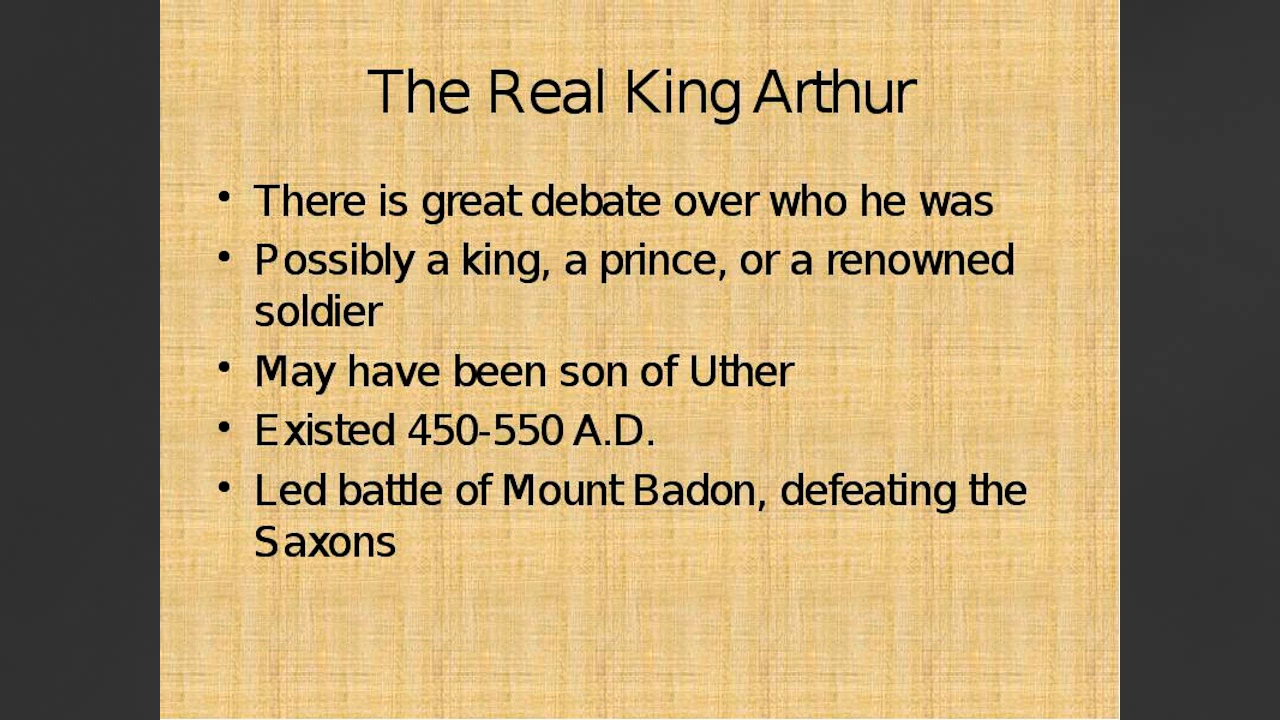 The Real King Arthur
• There is great debate over who he was
• Possibly a king, a prince, or a renowned
soldier
• May have been son of Uther
• Existed 450-550 A.D.
• Led battle of Mount Badon, defeating the
Saxons